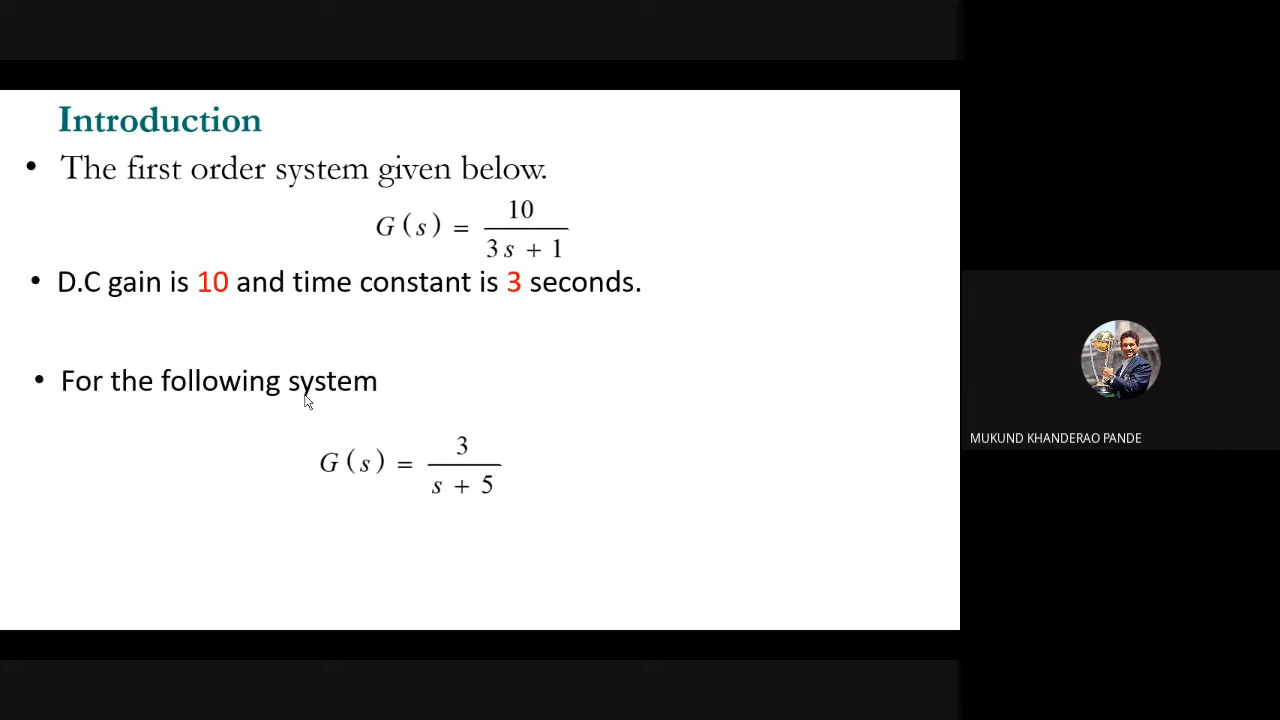 Introduction
• The first order system given below.
G(s) = 10 / (3s + 1)
• D.C gain is 10 and time constant is 3 seconds.
• For the following system
G(s) = 3 / (s + 5)
MUKUND KHANDERAO PANDE